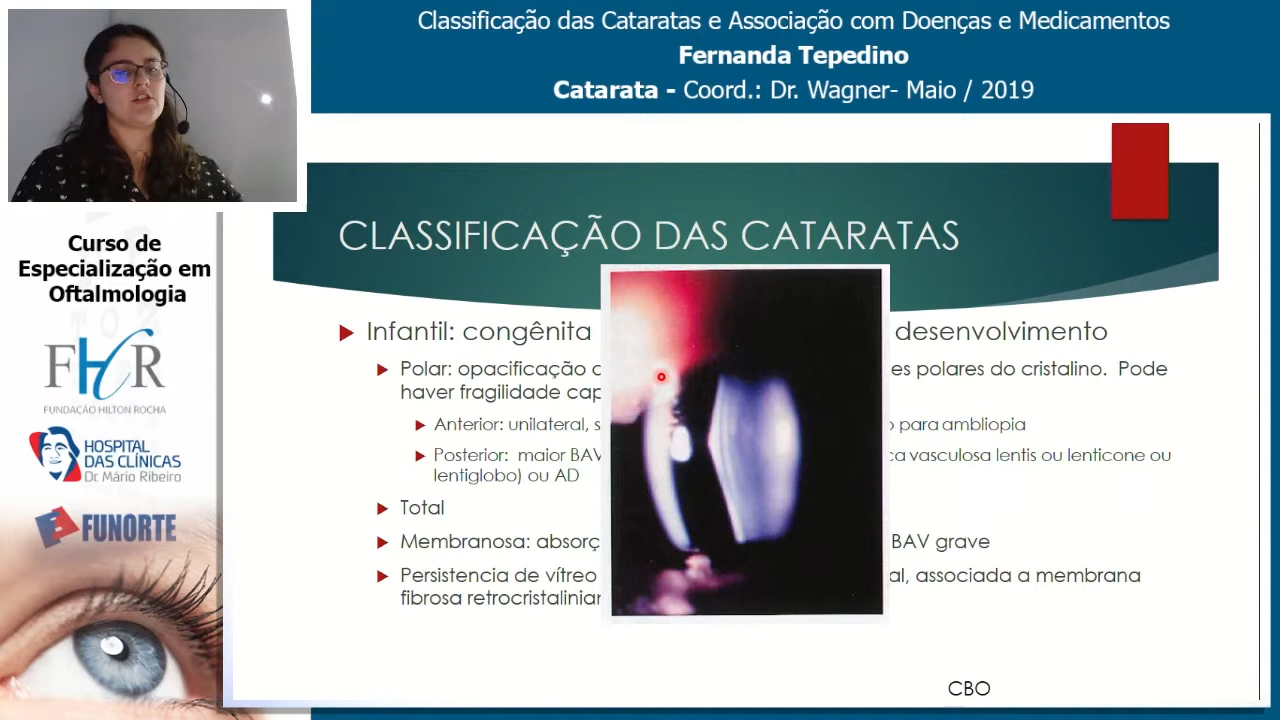 Classificação das Cataratas e Associação com Doenças e Medicamentos
Fernanda Tepedino
Catarata - Coord.: Dr. Wagner- Maio / 2019
Curso de
Especialização em
Oftalmologia
FHR
FUNDAÇÃO HILTON ROCHA
HOSPITAL
DAS CLÍNICAS
Dr. Mário Ribeiro
FUNORTE
CLASSIFICAÇÃO DAS CATARATAS
Infantil: congênita desenvolvimento
Polar: opacificação es polares do cristalino. Pode
haver fragilidade cap
Anterior: unilateral, s para ambliopia
Posterior: maior BAV ca vasculosa lentis ou lenticone ou
lentiglobo) ou AD
Total
Membranosa: absorç BAV grave
Persistencia de vítreo al, associada a membrana
fibrosa retrocristalinian
CBO